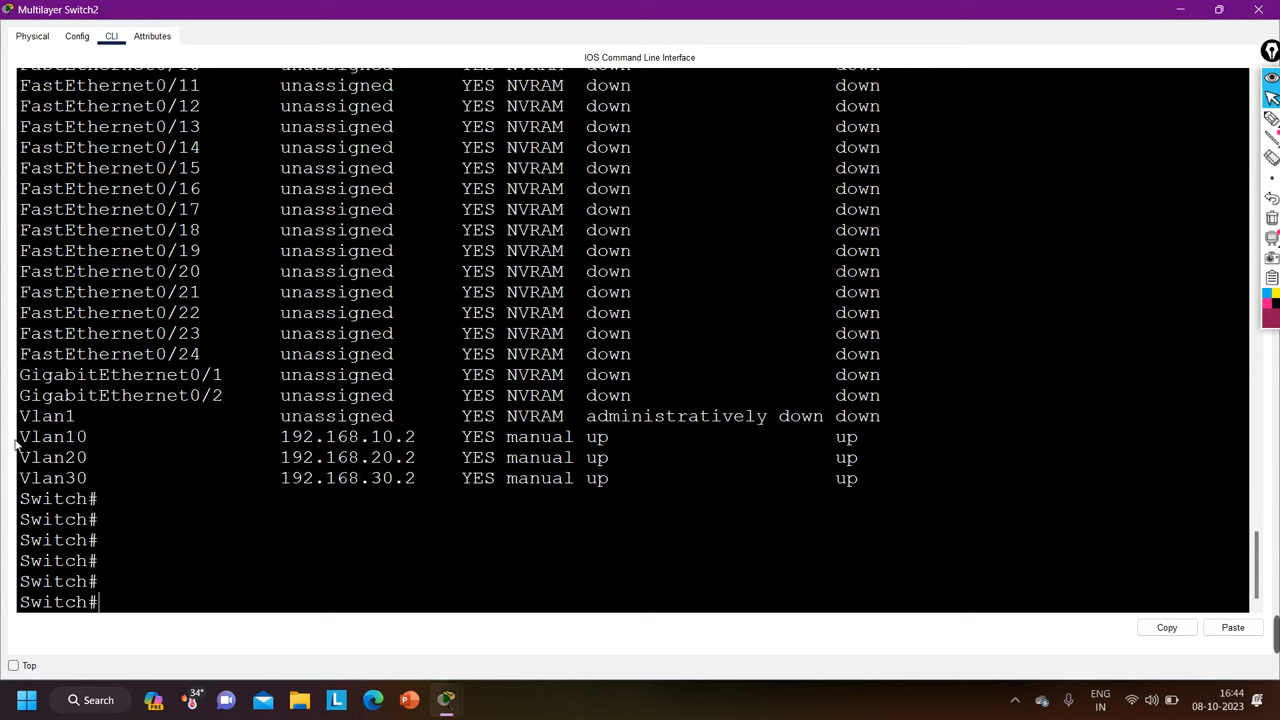 Multilayer Switch2
Physical Config CLI Attributes
IOS Command Line Interface
FastEthernet0/10 unassigned YES NVRAM down down
FastEthernet0/11 unassigned YES NVRAM down down
FastEthernet0/12 unassigned YES NVRAM down down
FastEthernet0/13 unassigned YES NVRAM down down
FastEthernet0/14 unassigned YES NVRAM down down
FastEthernet0/15 unassigned YES NVRAM down down
FastEthernet0/16 unassigned YES NVRAM down down
FastEthernet0/17 unassigned YES NVRAM down down
FastEthernet0/18 unassigned YES NVRAM down down
FastEthernet0/19 unassigned YES NVRAM down down
FastEthernet0/20 unassigned YES NVRAM down down
FastEthernet0/21 unassigned YES NVRAM down down
FastEthernet0/22 unassigned YES NVRAM down down
FastEthernet0/23 unassigned YES NVRAM down down
FastEthernet0/24 unassigned YES NVRAM down down
GigabitEthernet0/1 unassigned YES NVRAM down down
GigabitEthernet0/2 unassigned YES NVRAM down down
Vlan1 unassigned YES NVRAM administratively down down
Vlan10 192.168.10.2 YES manual up up
Vlan20 192.168.20.2 YES manual up up
Vlan30 192.168.30.2 YES manual up up
Switch#
Switch#
Switch#
Switch#
Switch#
Switch#
Copy Paste
Top
Search PRE 34° L P ENG 16:44
IN 08-10-2023